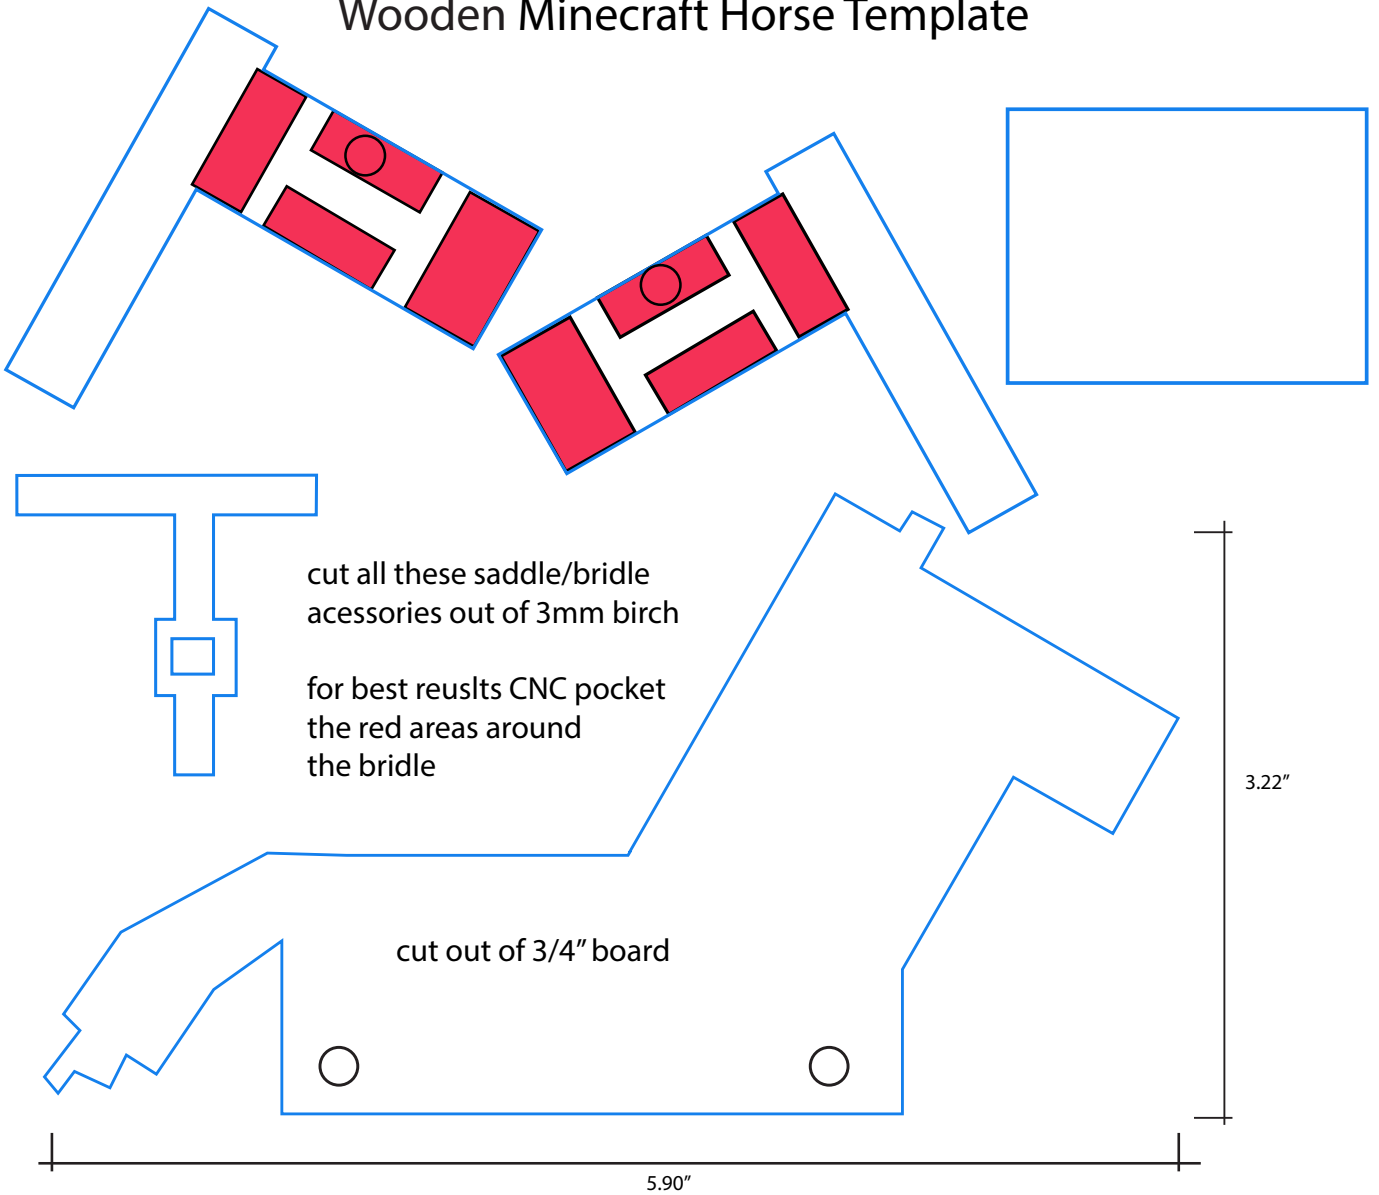 Wooden Minecraft Horse Template
cut all these saddle/bridle
acessories out of 3mm birch
for best reuslts CNC pocket
the red areas around
the bridle
3.22″
cut out of 3/4″ board
5.90″